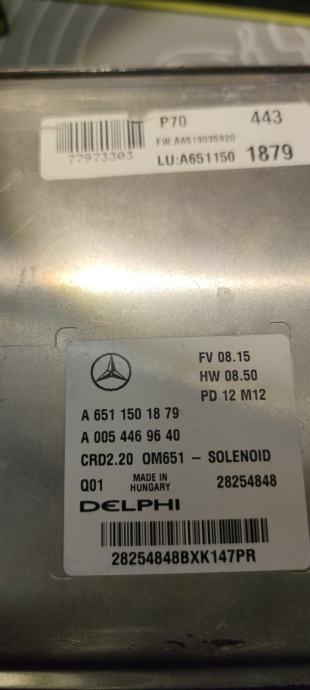 P70 443
FW:A6519035920
77973303
LU:A651150 1879
FV 08.15
HW 08.50
PD 12 M12
A 651 150 18 79
A 005 446 96 40
CRD2.20 OM651 - SOLENOID
Q01 MADE IN HUNGARY 28254848
DELPHI
28254848BXK147PR